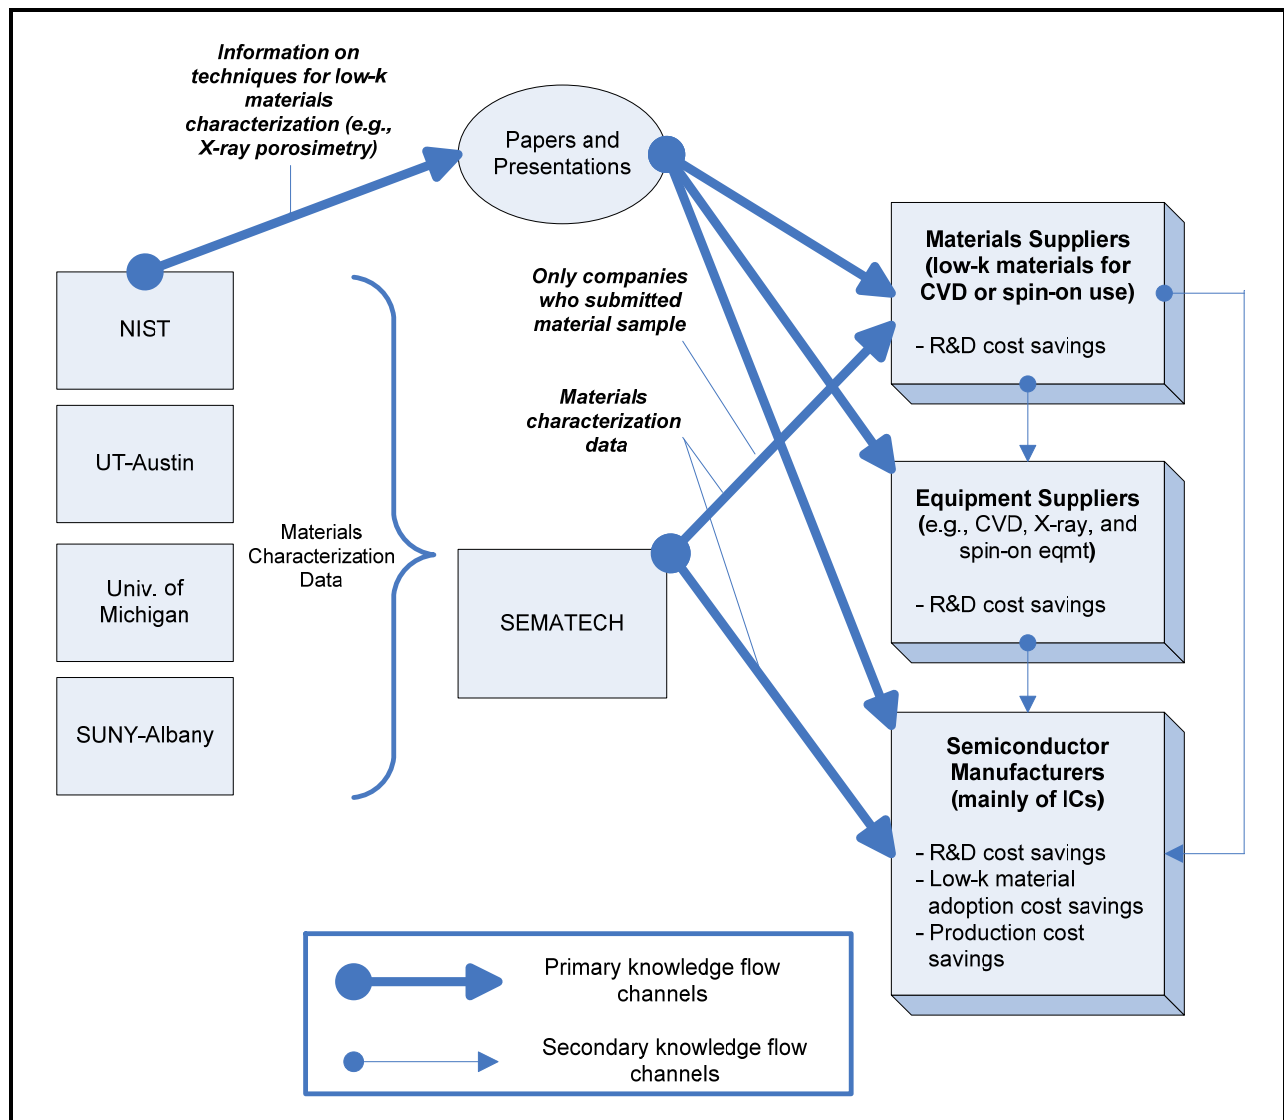 Information on
techniques for low-k
materials
characterization (e.g.,
X-ray porosimetry)
Papers and
Presentations
NIST
UT-Austin
Univ. of
Michigan
SUNY-Albany
Materials
Characterization
Data
Only companies
who submitted
material sample
Materials
characterization
data
SEMATECH
Materials Suppliers
(low-k materials for
CVD or spin-on use)
- R&D cost savings
Equipment Suppliers
(e.g., CVD, X-ray, and
spin-on eqmt)
- R&D cost savings
Semiconductor
Manufacturers
(mainly of ICs)
- R&D cost savings
- Low-k material
adoption cost savings
- Production cost
savings
Primary knowledge flow
channels
Secondary knowledge flow
channels